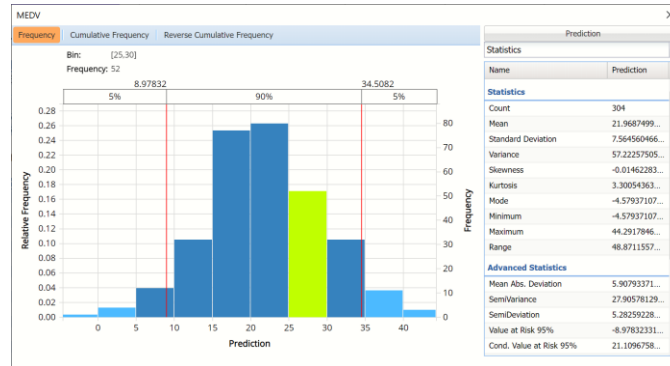 MEDV
Frequency Cumulative Frequency Reverse Cumulative Frequency
Bin: [25.30]
Frequency: 52
8.97832 34.5082
5% 90% 5%
0.28
0.26
0.24
0.22
0.20
0.18
0.16
0.14
0.12
0.10
0.08
0.06
0.04
0.02
0.00
Relative Frequency
80
70
60
50
40
30
20
10
0
Frequency
0 5 10 15 20 25 30 35 40
Prediction
Prediction
Statistics
Name Prediction
Statistics
Count 304
Mean 21.9687499...
Standard Deviation 7.564560466...
Variance 57.22257505...
Skewness -0.01462283...
Kurtosis 3.30054363...
Mode -4.57937107...
Minimum -4.57937107...
Maximum 44.2917846...
Range 48.8711557...
Advanced Statistics
Mean Abs. Deviation 5.90793371...
SemiVariance 27.90578129...
SemiDeviation 5.28259228...
Value at Risk 95% -8.97832331...
Cond. Value at Risk 95% 21.1096758...